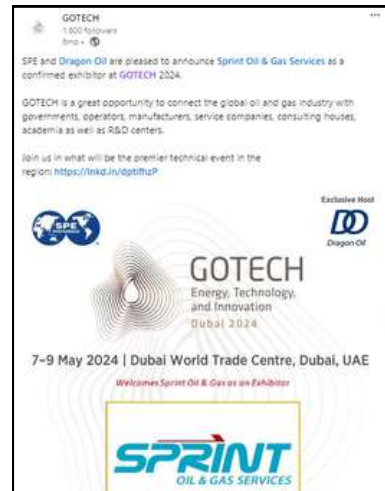 GOTECH
1,800 followers
8mo •
SPE and Dragon Oil are pleased to announce Sprint Oil & Gas Services as a
confirmed exhibitor at GOTECH 2024.
GOTECH is a great opportunity to connect the global oil and gas industry with
governments, operators, manufacturers, service companies, consulting houses,
academia as well as R&D centers.
Join us in what will be the premier technical event in the
region! https://lnkd.in/dptifhzP
Exclusive Host
SPE
Dragon Oil
GOTECH
Energy, Technology,
and Innovation
Dubai 2024
7–9 May 2024 | Dubai World Trade Centre, Dubai, UAE
Welcomes Sprint Oil & Gas as an Exhibitor
SPRINT
OIL & GAS SERVICES